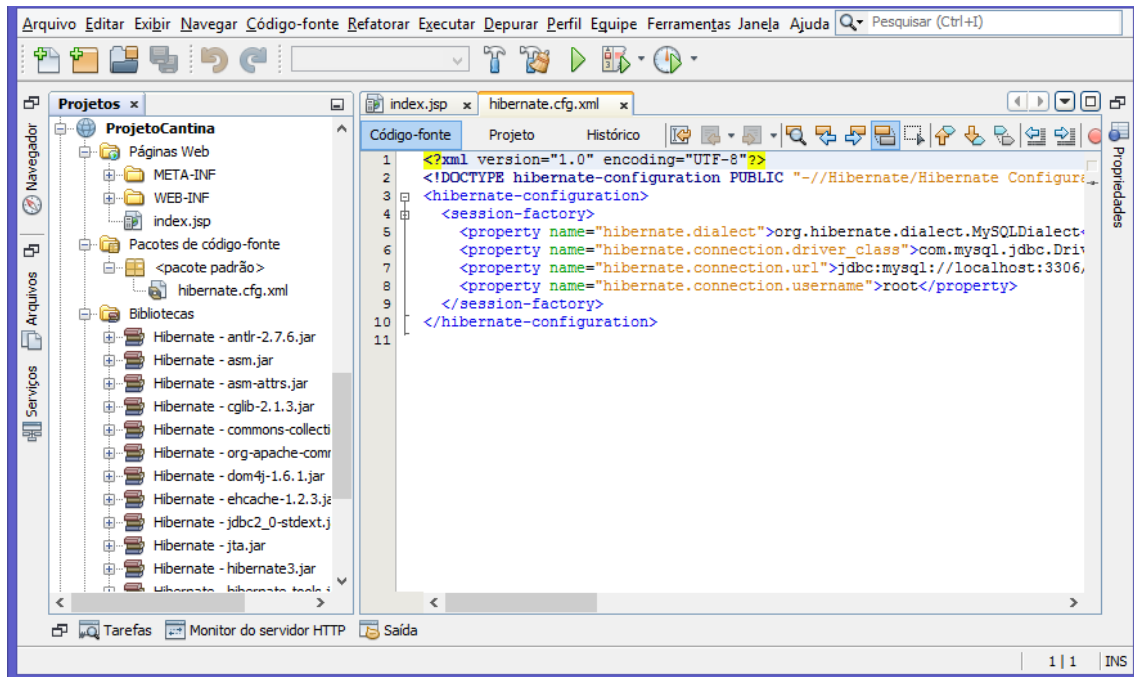 Arquivo Editar Exibir Navegar Código-fonte Refatorar Executar Depurar Perfil Equipe Ferramentas Janela Ajuda Pesquisar (Ctrl+I)
Projetos
index.jsp hibernate.cfg.xml
Navegador
Arquivos
Serviços
ProjetoCantina
Páginas Web
META-INF
WEB-INF
index.jsp
Pacotes de código-fonte
<pacote padrão>
hibernate.cfg.xml
Bibliotecas
Hibernate - antlr-2.7.6.jar
Hibernate - asm.jar
Hibernate - asm-attrs.jar
Hibernate - cglib-2.1.3.jar
Hibernate - commons-collecti
Hibernate - org-apache-comm
Hibernate - dom4j-1.6.1.jar
Hibernate - ehcache-1.2.3.ja
Hibernate - jdbc2_0-stdext.j
Hibernate - jta.jar
Hibernate - hibernate3.jar
Código-fonte Projeto Histórico
1 <?xml version="1.0" encoding="UTF-8"?>
2 <!DOCTYPE hibernate-configuration PUBLIC "-//Hibernate/Hibernate Configura
3 <hibernate-configuration>
4 <session-factory>
5 <property name="hibernate.dialect">org.hibernate.dialect.MySQLDialect<
6 <property name="hibernate.connection.driver_class">com.mysql.jdbc.Driv
7 <property name="hibernate.connection.url">jdbc:mysql://localhost:3306/
8 <property name="hibernate.connection.username">root</property>
9 </session-factory>
10 </hibernate-configuration>
11
Propriedades
Tarefas Monitor do servidor HTTP Saída
1 | 1 INS